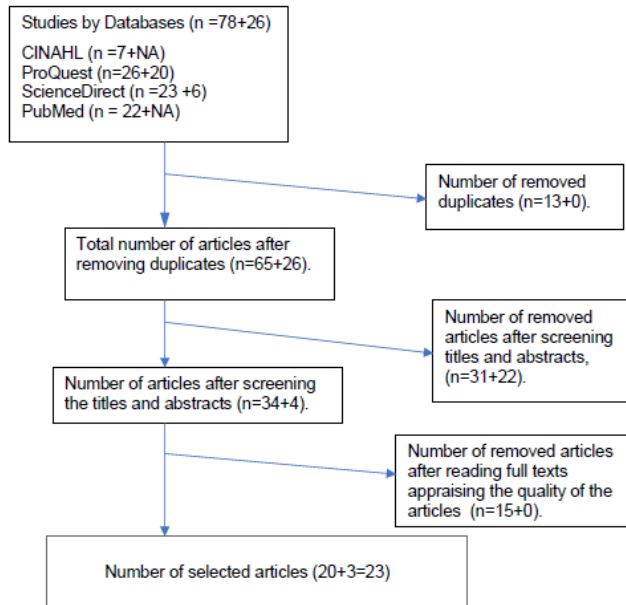 Studies by Databases (n =78+26)
CINAHL (n =7+NA)
ProQuest (n=26+20)
ScienceDirect (n =23 +6)
PubMed (n = 22+NA)
Number of removed
duplicates (n=13+0).
Total number of articles after
removing duplicates (n=65+26).
Number of removed
articles after screening
titles and abstracts,
(n=31+22).
Number of articles after screening
the titles and abstracts (n=34+4).
Number of removed articles
after reading full texts
appraising the quality of the
articles (n=15+0).
Number of selected articles (20+3=23)